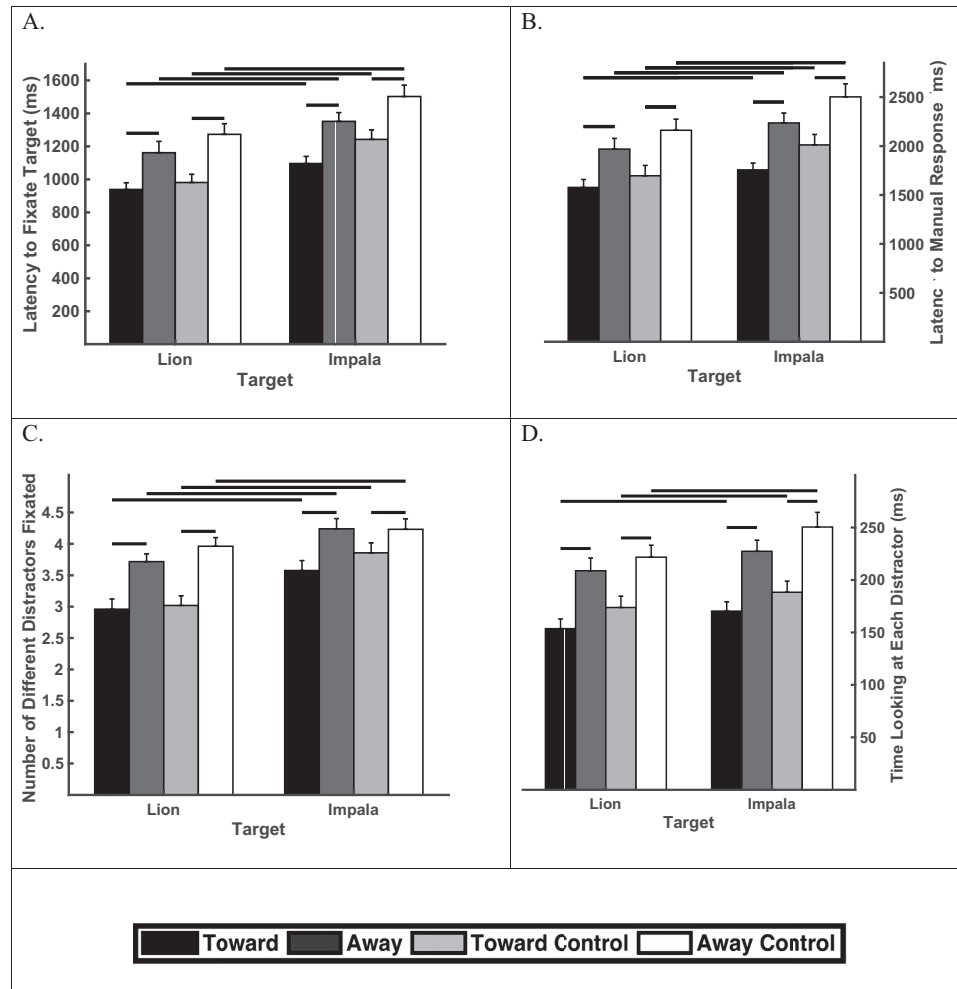 A.
Latency to Fixate Target (ms)
1600
1400
1200
1000
800
600
400
200
Lion
Impala
Target
B.
2500
2000
1500
1000
500
to Manual Response
Lion
Impala
Target
C.
Number of Different Distractors Fixated
4.5
4
3.5
3
2.5
2
1.5
1
0.5
Lion
Impala
Target
D.
250
200
150
100
50
Time Looking at Each Distractor (ms)
Lion
Impala
Target
Toward Away Toward Control Away Control